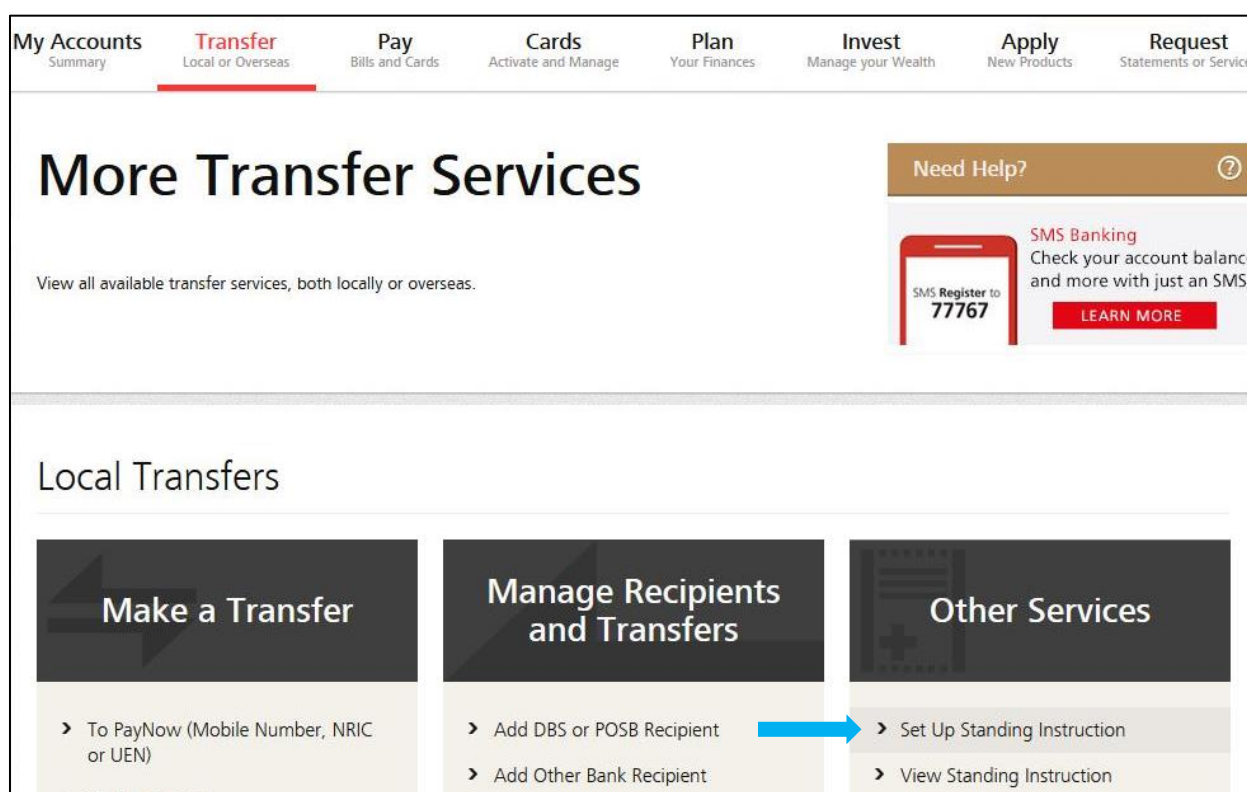 My Accounts
Summary
Transfer
Local or Overseas
Pay
Bills and Cards
Cards
Activate and Manage
Plan
Your Finances
Invest
Manage your Wealth
Apply
New Products
Request
Statements or Service
More Transfer Services
View all available transfer services, both locally or overseas.
Need Help?
SMS Register to
77767
SMS Banking
Check your account balanc
and more with just an SMS
LEARN MORE
Local Transfers
Make a Transfer
> To PayNow (Mobile Number, NRIC
or UEN)
Manage Recipients
and Transfers
> Add DBS or POSB Recipient
> Add Other Bank Recipient
Other Services
> Set Up Standing Instruction
> View Standing Instruction